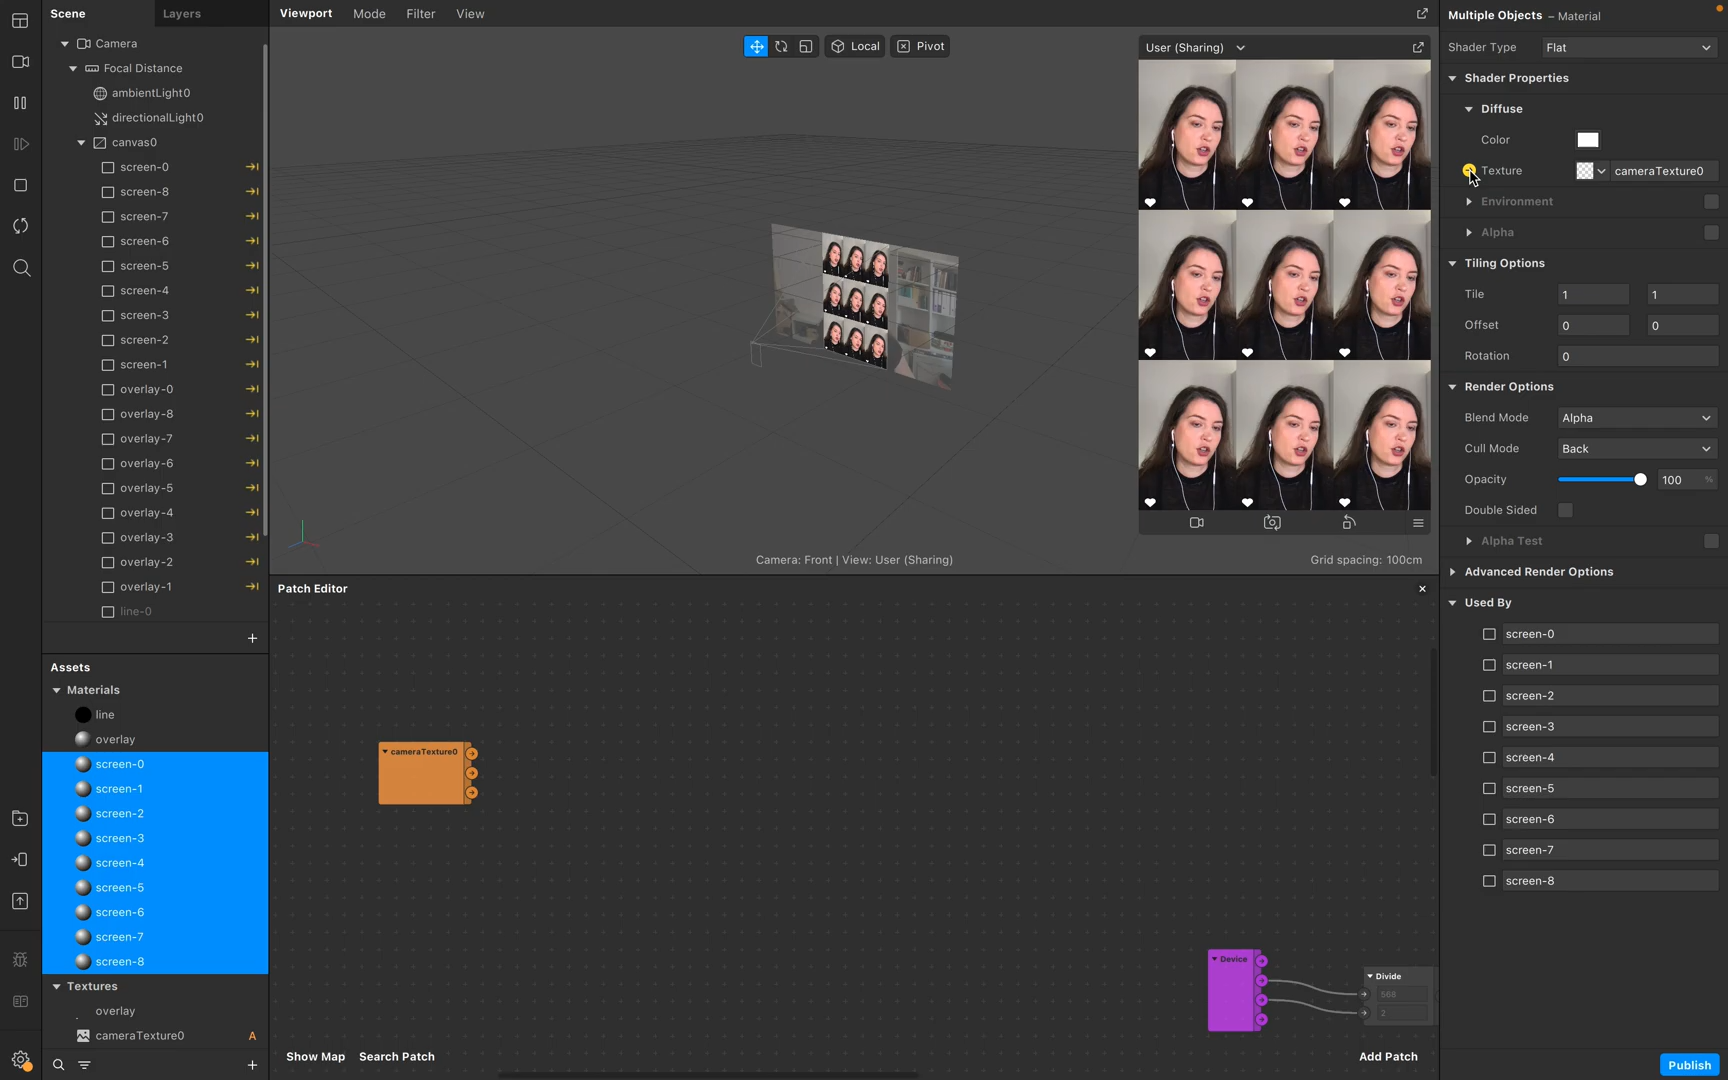 Scene
Layers
Camera
Focal Distance
ambientLight0
directionalLight0
canvas0
screen-0
screen-8
screen-7
screen-6
screen-5
screen-4
screen-3
screen-2
screen-1
overlay-0
overlay-8
overlay-7
overlay-6
overlay-5
overlay-4
overlay-3
overlay-2
overlay-1
line-0
Assets
Materials
line
overlay
screen-0
screen-1
screen-2
screen-3
screen-4
screen-5
screen-6
screen-7
screen-8
Textures
overlay
cameraTexture0 A
Viewport Mode Filter View
Local Pivot
User (Sharing)
Camera: Front | View: User (Sharing)
Grid spacing: 100cm
Patch Editor
cameraTexture0
Device
Divide
568
2
Show Map Search Patch
Add Patch
Multiple Objects – Material
Shader Type Flat
Shader Properties
Diffuse
Color
Texture cameraTexture0
Environment
Alpha
Tiling Options
Tile 1 1
Offset 0 0
Rotation 0
Render Options
Blend Mode Alpha
Cull Mode Back
Opacity 100 %
Double Sided
Alpha Test
Advanced Render Options
Used By
screen-0
screen-1
screen-2
screen-3
screen-4
screen-5
screen-6
screen-7
screen-8
Publish